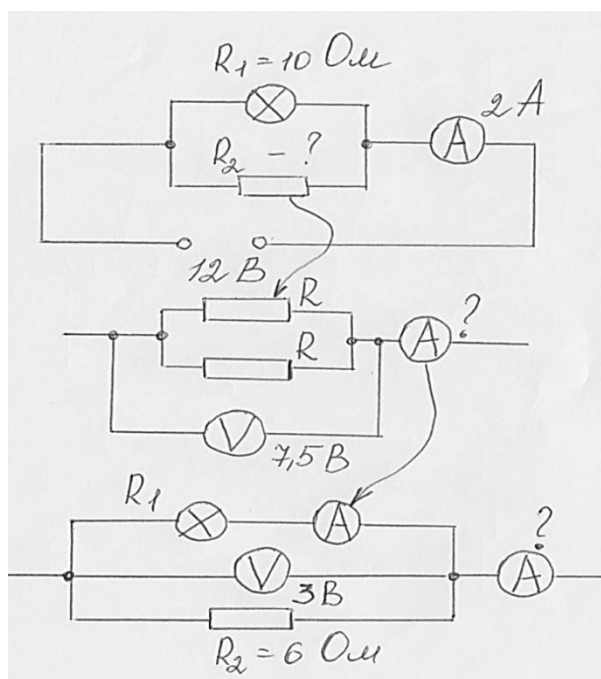 R₁ = 10 Ом
2 А
А
R₂ - ?
12 В
R
?
А
R
V
7,5 В
R₁
А
?
V
А
3 В
R₂ = 6 Ом